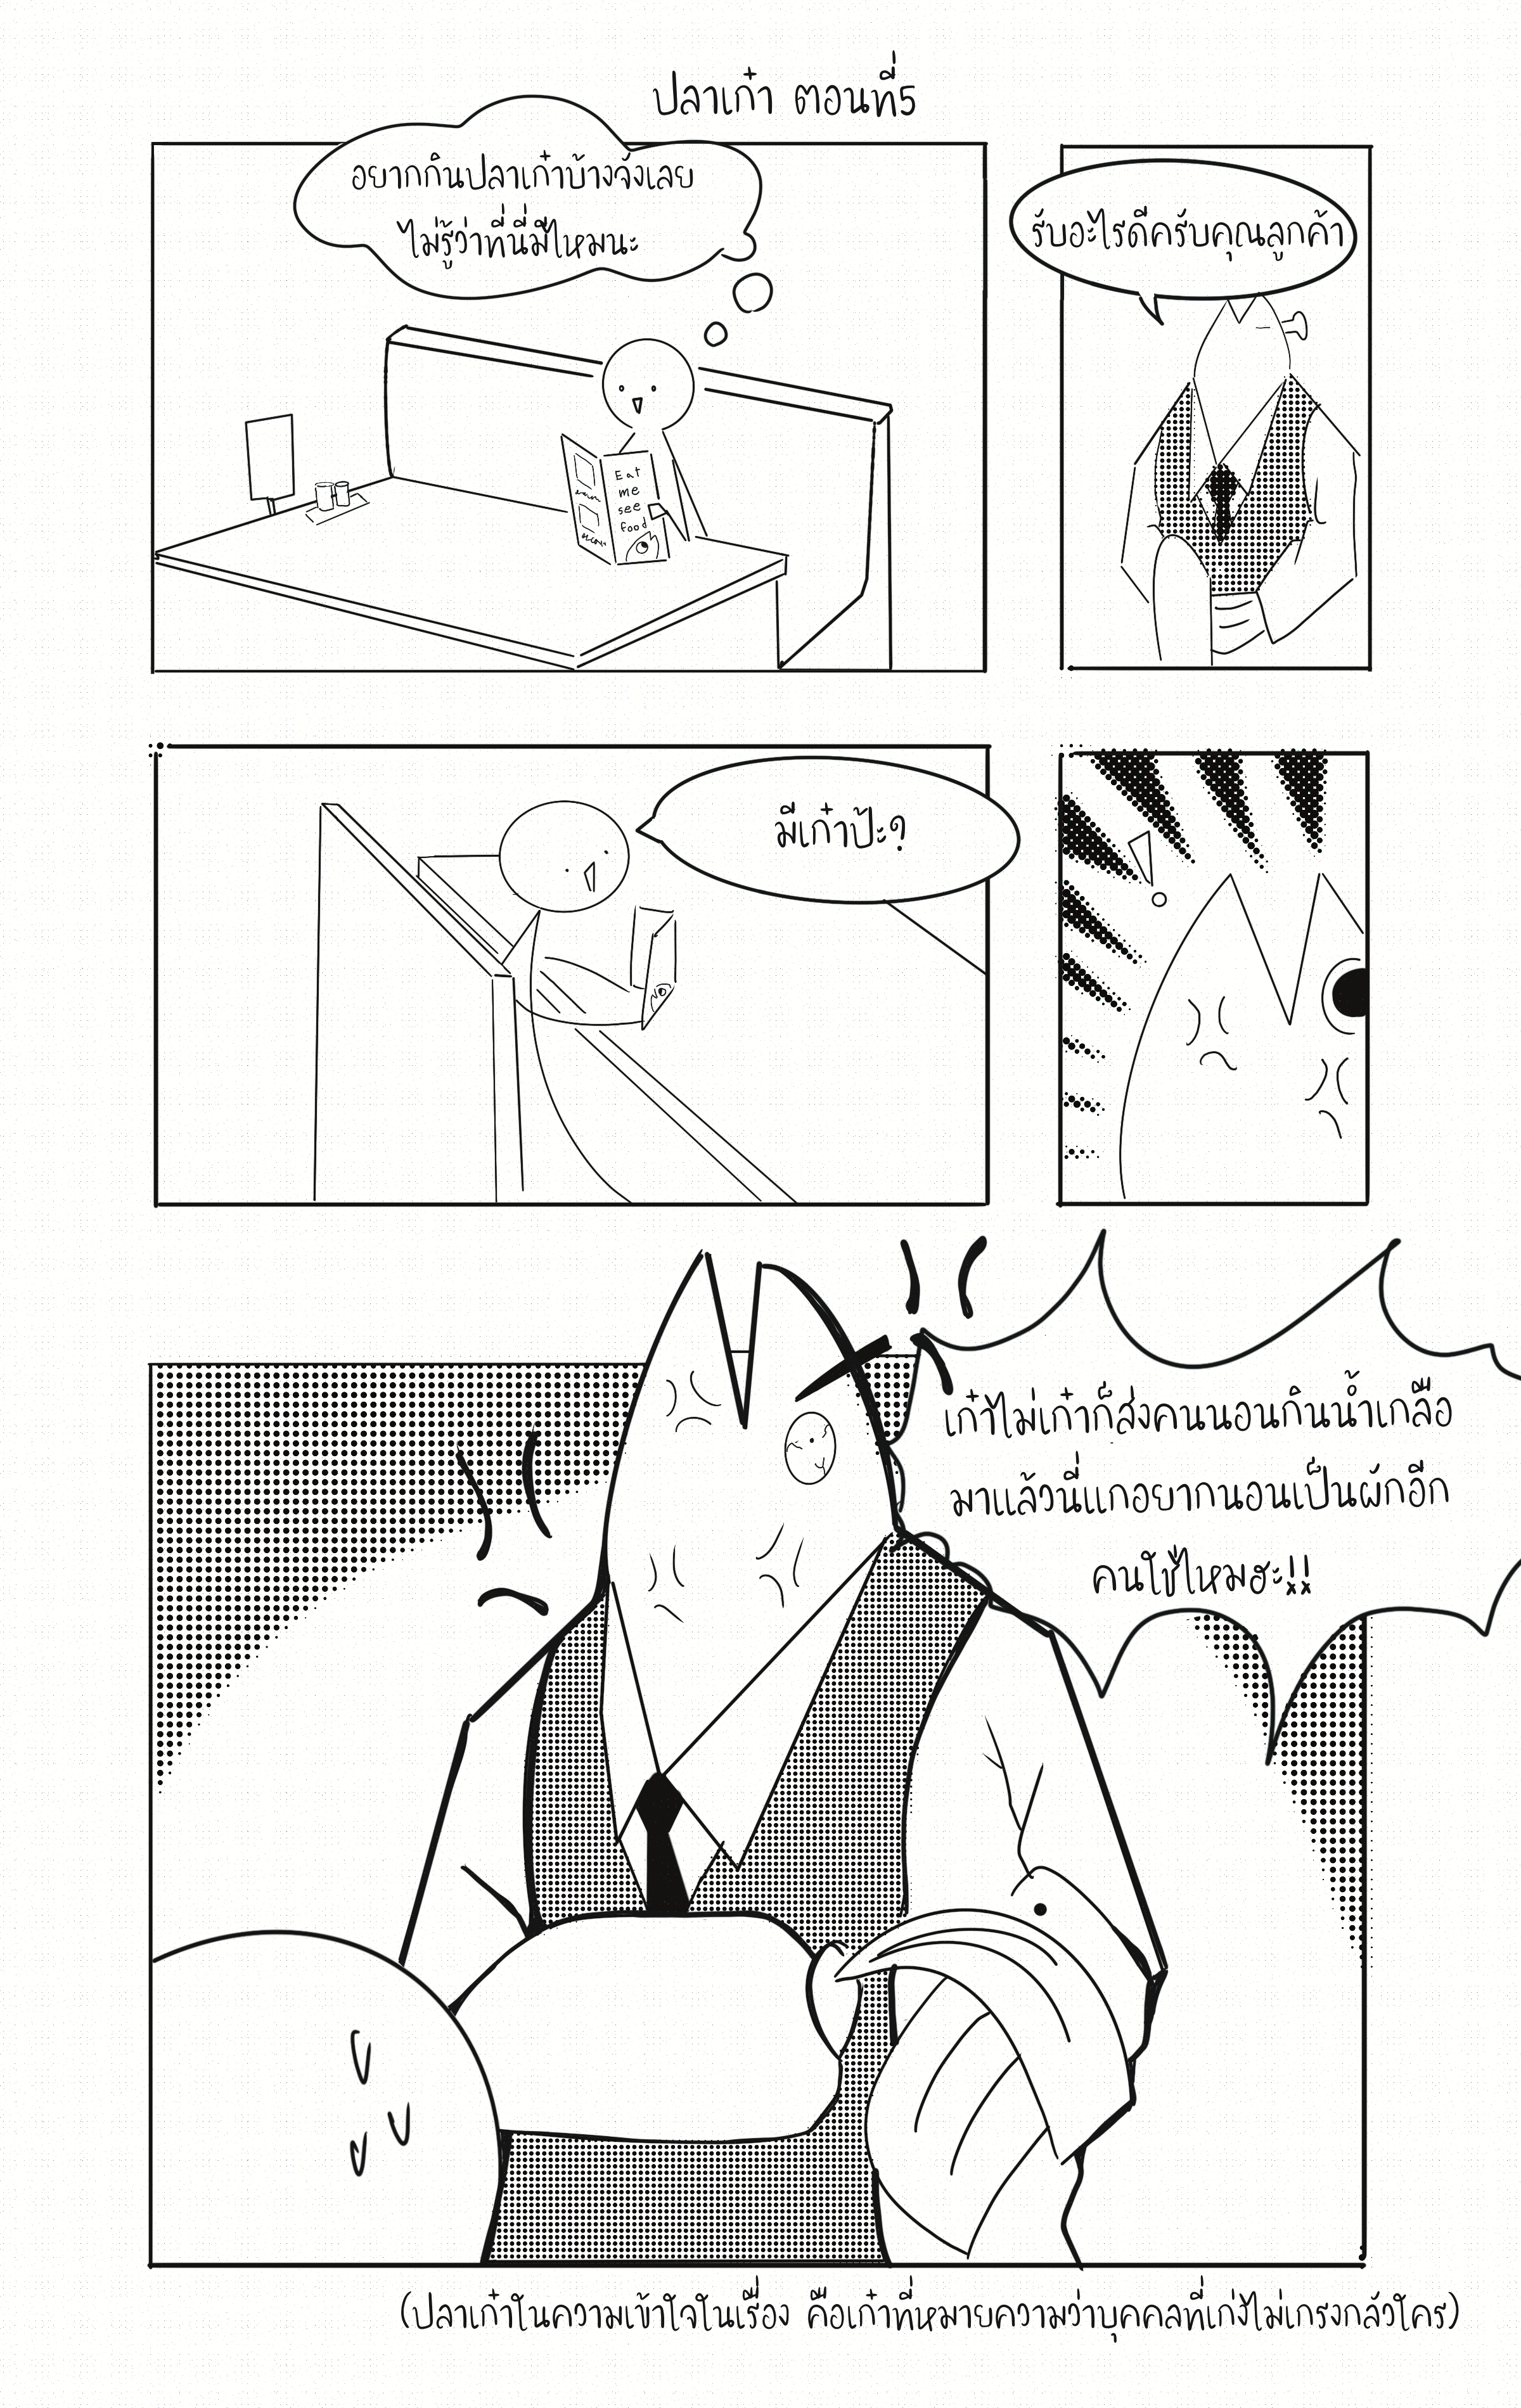 ปลาเก๋า ตอนที่5
อยากกินปลาเก๋าบ้างจังเลย
ไม่รู้ว่าที่นี่มีไหมนะ
Eat
me
see
food
รับอะไรดีครับคุณลูกค้า
มีเก๋าป้ะ?
เก๋าไม่เก๋าก็ส่งคนนอนกินน้ำเกลือ
มาแล้วนี่แกอยากนอนเป็นผักอีก
คนใช่ไหมฮะ!!
(ปลาเก๋าในความเข้าใจในเรื่อง คือเก๋าที่หมายความว่าบุคคลที่เก่งไม่เกรงกลัวใคร)